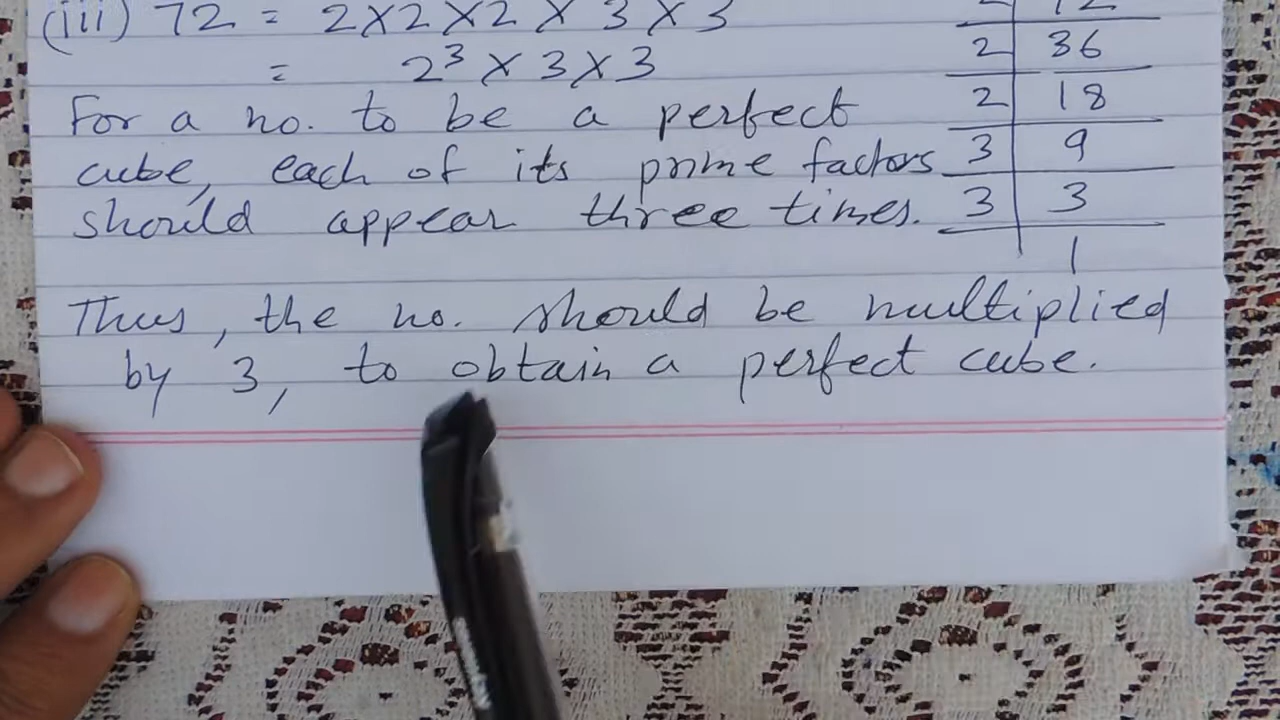 (iii) 72 = 2×2×2×3×3
= 2³×3×3
For a no. to be a perfect
cube, each of its prime factors
should appear three times.
Thus, the no. should be multiplied
by 3, to obtain a perfect cube.
2 | 72
2 | 36
2 | 18
3 | 9
3 | 3
1